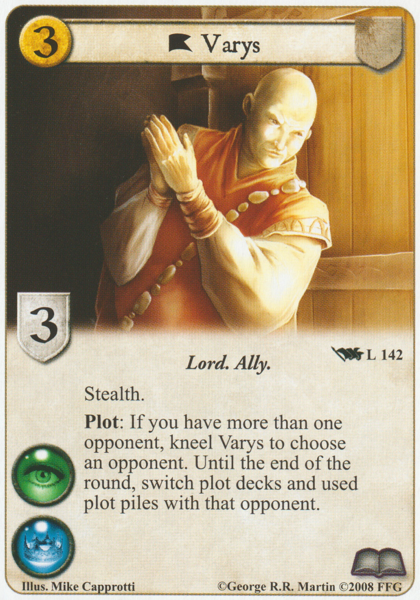 3
Varys
3
Lord. Ally.
L 142
Stealth.
Plot: If you have more than one
opponent, kneel Varys to choose
an opponent. Until the end of the
round, switch plot decks and used
plot piles with that opponent.
Illus. Mike Capprotti
©George R.R. Martin ©2008 FFG